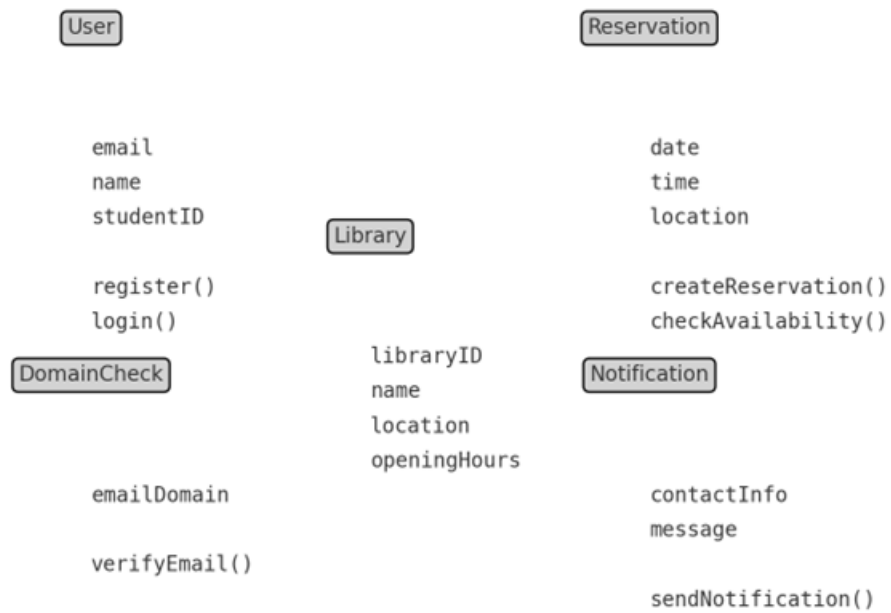 User
email
name
studentID
register()
login()
Reservation
date
time
location
createReservation()
checkAvailability()
Library
libraryID
name
location
openingHours
DomainCheck
emailDomain
verifyEmail()
Notification
contactInfo
message
sendNotification()